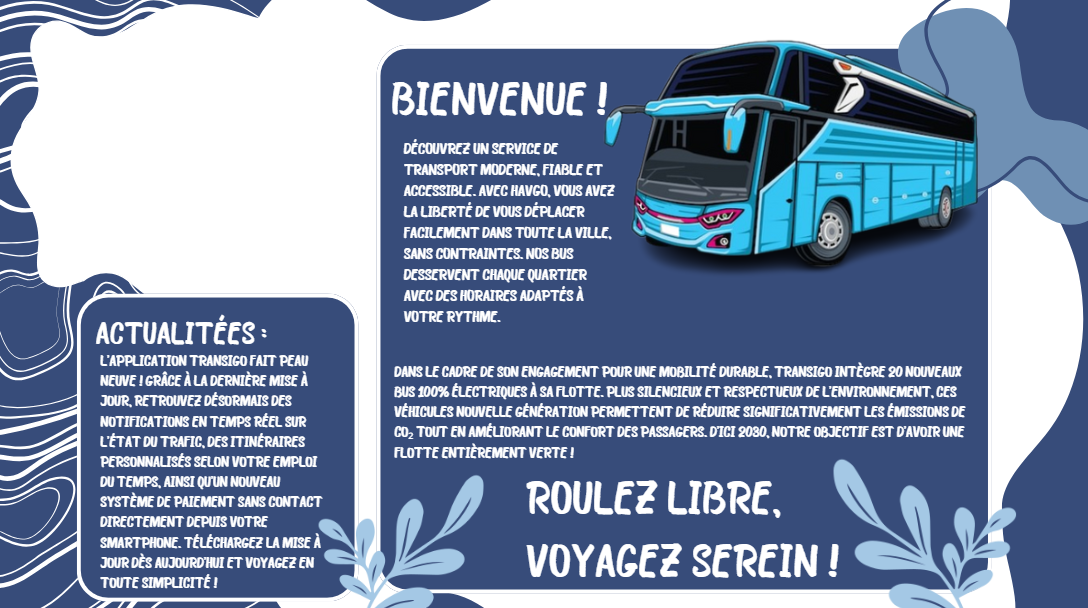 BIENVENUE !
DÉCOUVREZ UN SERVICE DE
TRANSPORT MODERNE, FIABLE ET
ACCESSIBLE. AVEC HAVGO, VOUS AVEZ
LA LIBERTÉ DE VOUS DÉPLACER
FACILEMENT DANS TOUTE LA VILLE,
SANS CONTRAINTES. NOS BUS
DESSERVENT CHAQUE QUARTIER
AVEC DES HORAIRES ADAPTÉS À
VOTRE RYTHME.
ACTUALITÉES :
L'APPLICATION TRANSIGO FAIT PEAU
NEUVE ! GRÂCE À LA DERNIÈRE MISE À
JOUR, RETROUVEZ DÉSORMAIS DES
NOTIFICATIONS EN TEMPS RÉEL SUR
L'ÉTAT DU TRAFIC, DES ITINÉRAIRES
PERSONNALISÉS SELON VOTRE EMPLOI
DU TEMPS, AINSI QU'UN NOUVEAU
SYSTÈME DE PAIEMENT SANS CONTACT
DIRECTEMENT DEPUIS VOTRE
SMARTPHONE. TÉLÉCHARGEZ LA MISE À
JOUR DÈS AUJOURD'HUI ET VOYAGEZ EN
TOUTE SIMPLICITÉ !
DANS LE CADRE DE SON ENGAGEMENT POUR UNE MOBILITÉ DURABLE, TRANSIGO INTÈGRE 20 NOUVEAUX
BUS 100% ÉLECTRIQUES À SA FLOTTE. PLUS SILENCIEUX ET RESPECTUEUX DE L'ENVIRONNEMENT, CES
VÉHICULES NOUVELLE GÉNÉRATION PERMETTENT DE RÉDUIRE SIGNIFICATIVEMENT LES ÉMISSIONS DE
CO₂ TOUT EN AMÉLIORANT LE CONFORT DES PASSAGERS. D'ICI 2030, NOTRE OBJECTIF EST D'AVOIR UNE
FLOTTE ENTIÈREMENT VERTE !
ROULEZ LIBRE,
VOYAGEZ SEREIN !